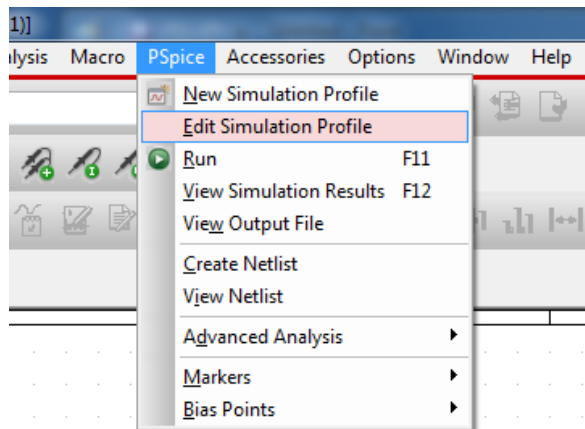 1)]
lysis Macro PSpice Accessories Options Window Help
New Simulation Profile
Edit Simulation Profile
Run F11
View Simulation Results F12
View Output File
Create Netlist
View Netlist
Advanced Analysis
Markers
Bias Points